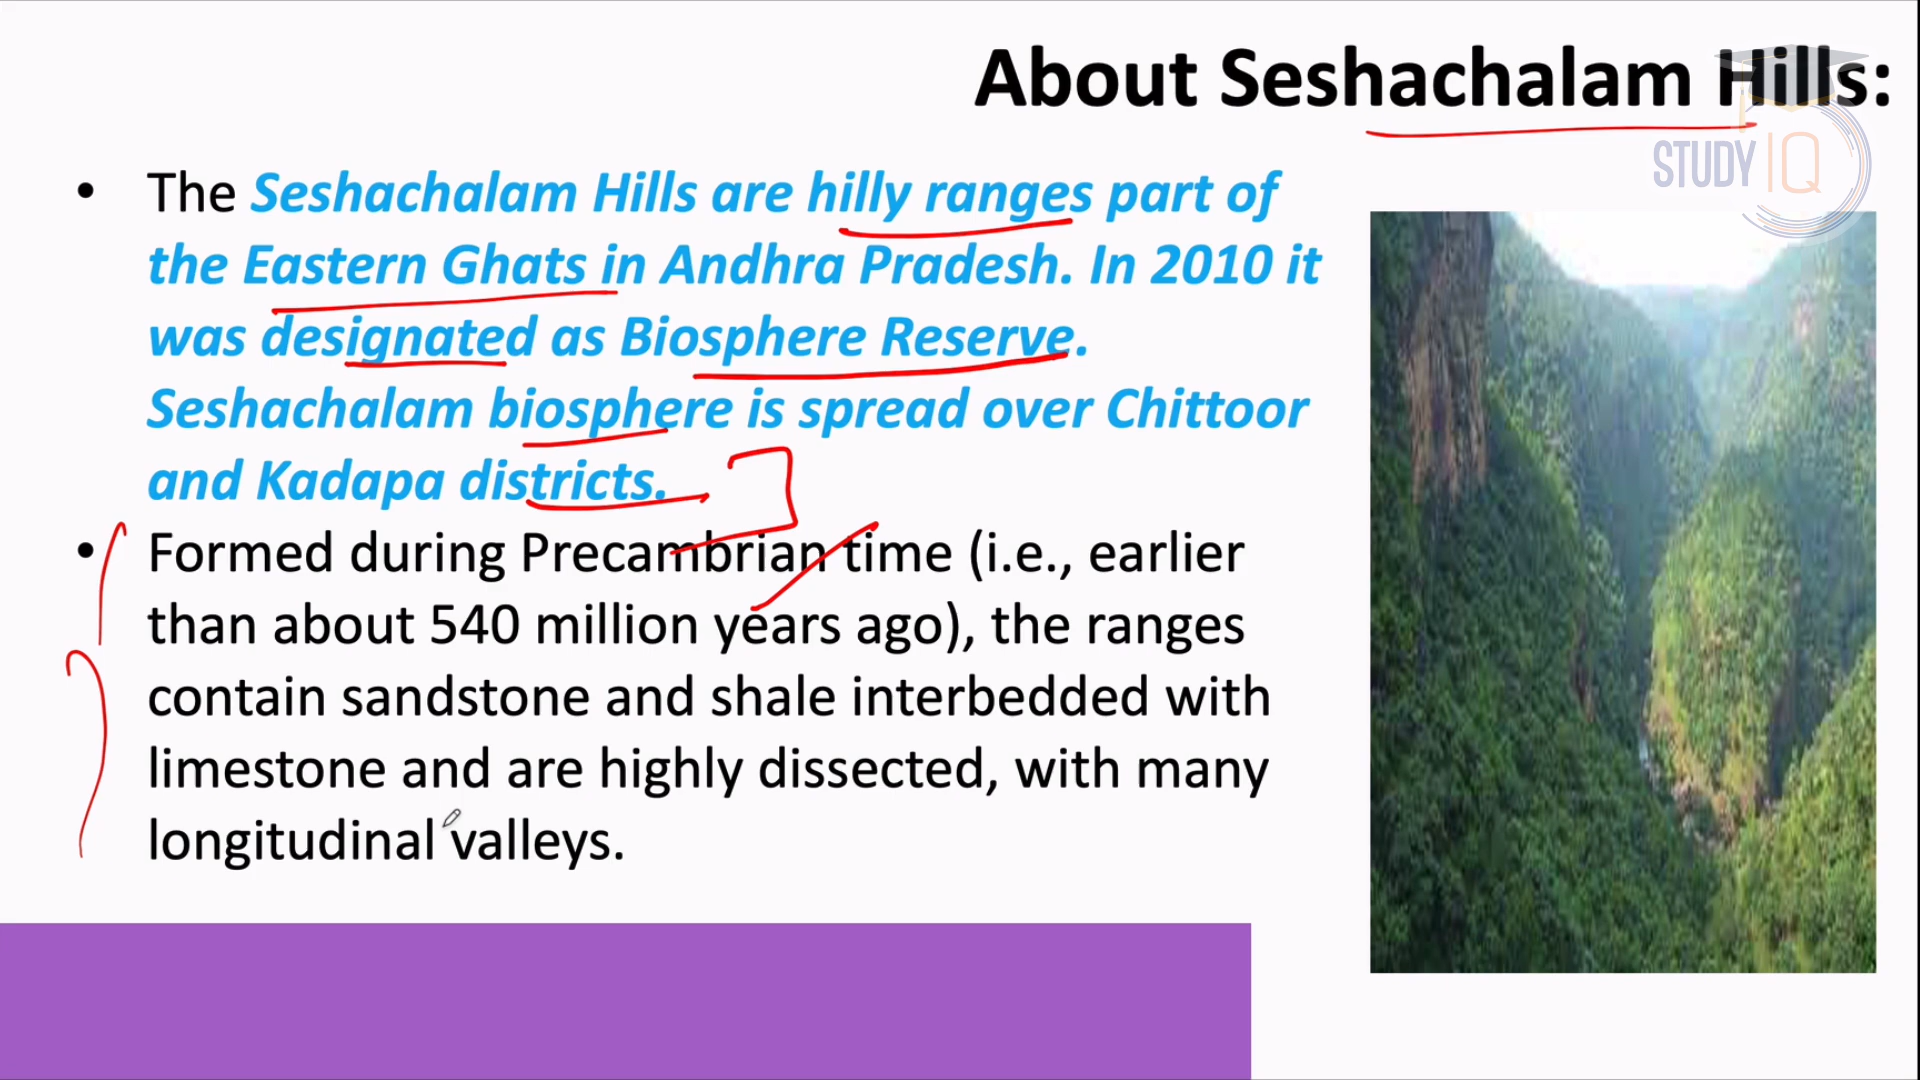 About Seshachalam Hills:
STUDY IQ
• The Seshachalam Hills are hilly ranges part of
the Eastern Ghats in Andhra Pradesh. In 2010 it
was designated as Biosphere Reserve.
Seshachalam biosphere is spread over Chittoor
and Kadapa districts.
• Formed during Precambrian time (i.e., earlier
than about 540 million years ago), the ranges
contain sandstone and shale interbedded with
limestone and are highly dissected, with many
longitudinal valleys.